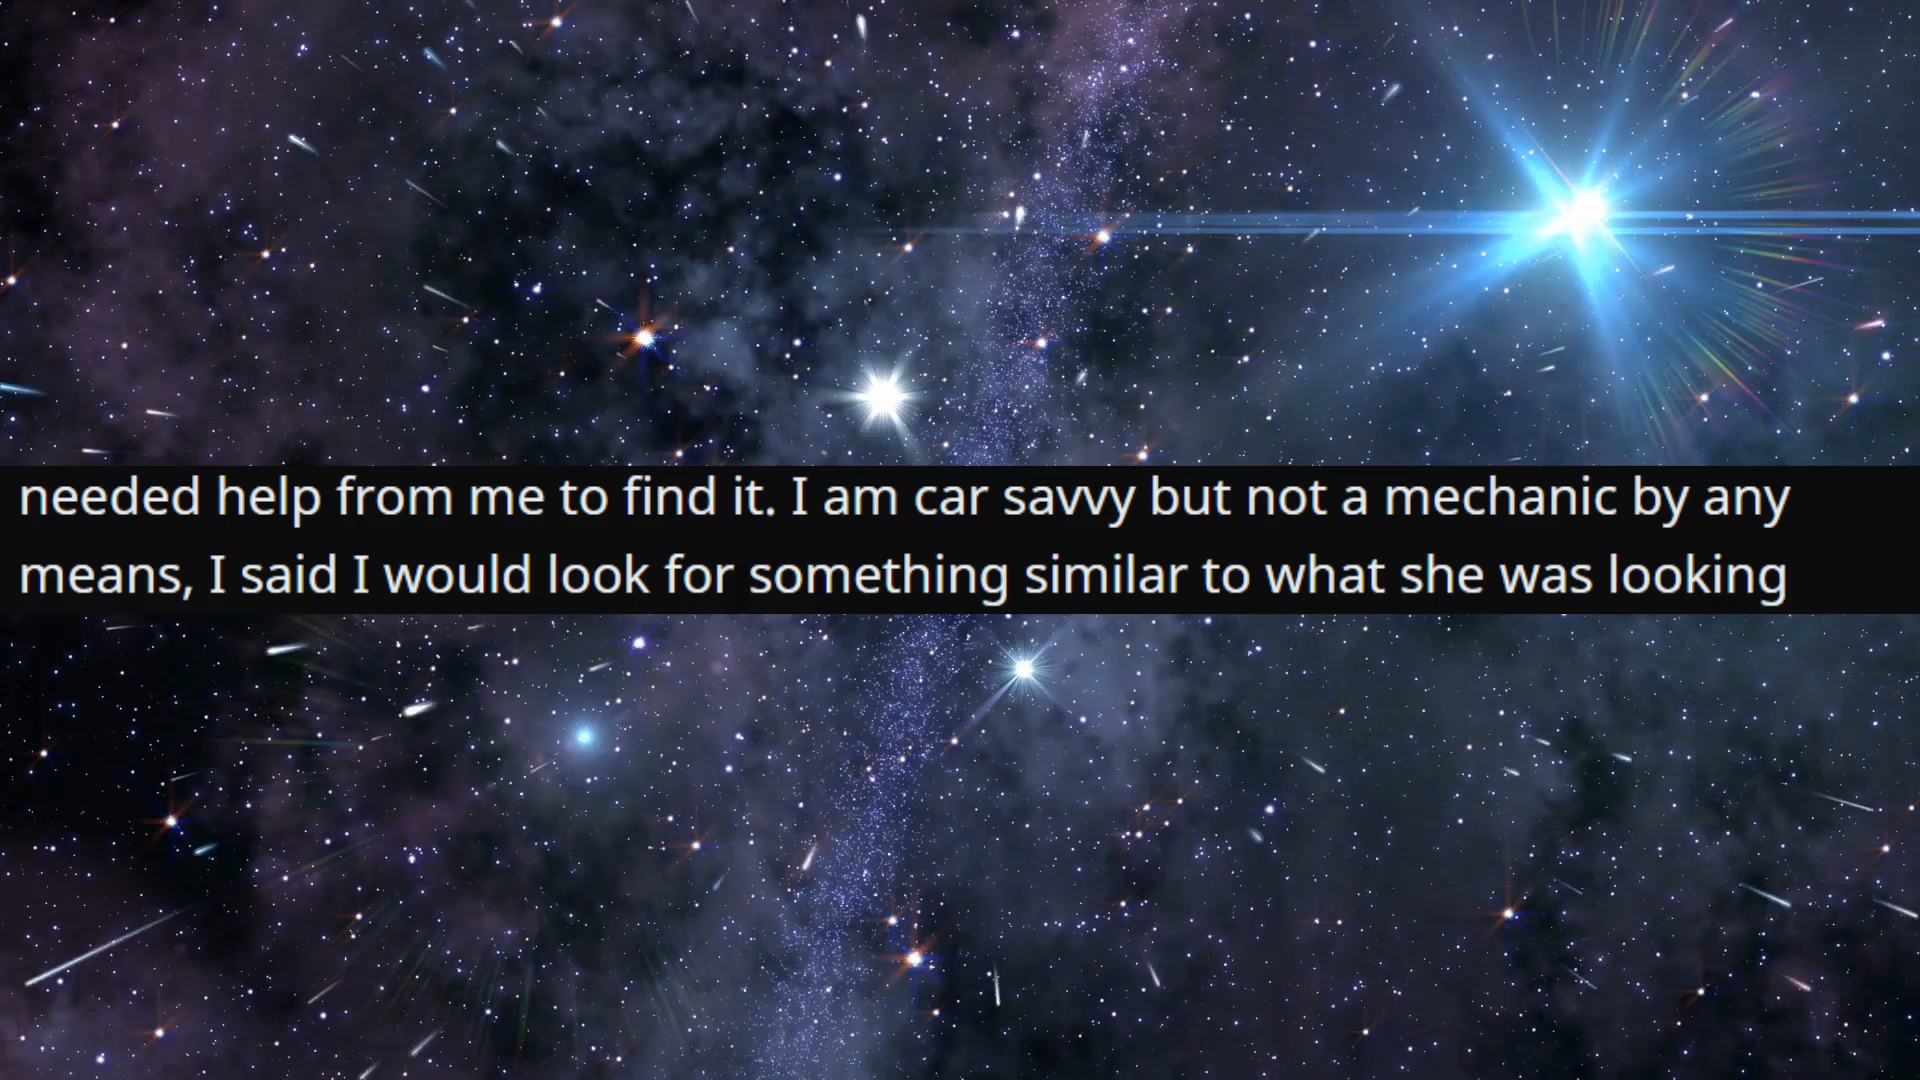 needed help from me to find it. I am car savvy but not a mechanic by any
means, I said I would look for something similar to what she was looking